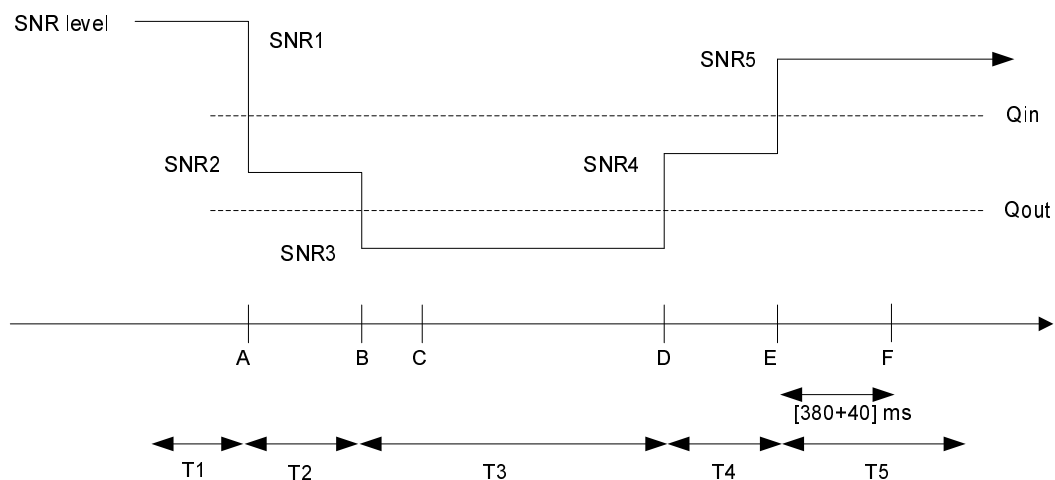 SNR level
SNR1
SNR5
Qin
SNR2
SNR4
Qout
SNR3
A B C D E F
[380+40] ms
T1 T2 T3 T4 T5